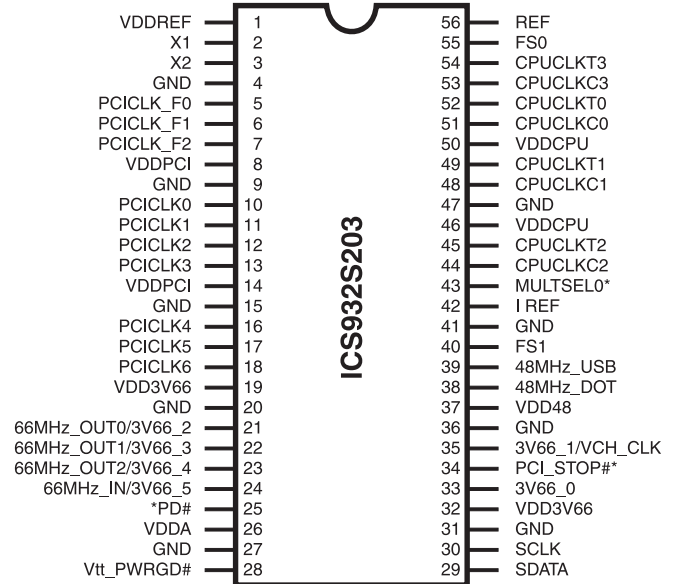 VDDREF 1 56 REF
X1 2 55 FS0
X2 3 54 CPUCLKT3
GND 4 53 CPUCLKC3
PCICLK_F0 5 52 CPUCLKT0
PCICLK_F1 6 51 CPUCLKC0
PCICLK_F2 7 50 VDDCPU
VDDPCI 8 49 CPUCLKT1
GND 9 48 CPUCLKC1
PCICLK0 10 47 GND
PCICLK1 11 46 VDDCPU
PCICLK2 12 45 CPUCLKT2
PCICLK3 13 44 CPUCLKC2
VDDPCI 14 43 MULTSEL0*
GND 15 42 I REF
PCICLK4 16 41 GND
PCICLK5 17 40 FS1
PCICLK6 18 39 48MHz_USB
VDD3V66 19 38 48MHz_DOT
GND 20 37 VDD48
66MHz_OUT0/3V66_2 21 36 GND
66MHz_OUT1/3V66_3 22 35 3V66_1/VCH_CLK
66MHz_OUT2/3V66_4 23 34 PCI_STOP#*
66MHz_IN/3V66_5 24 33 3V66_0
*PD# 25 32 VDD3V66
VDDA 26 31 GND
GND 27 30 SCLK
Vtt_PWRGD# 28 29 SDATA
ICS932S203